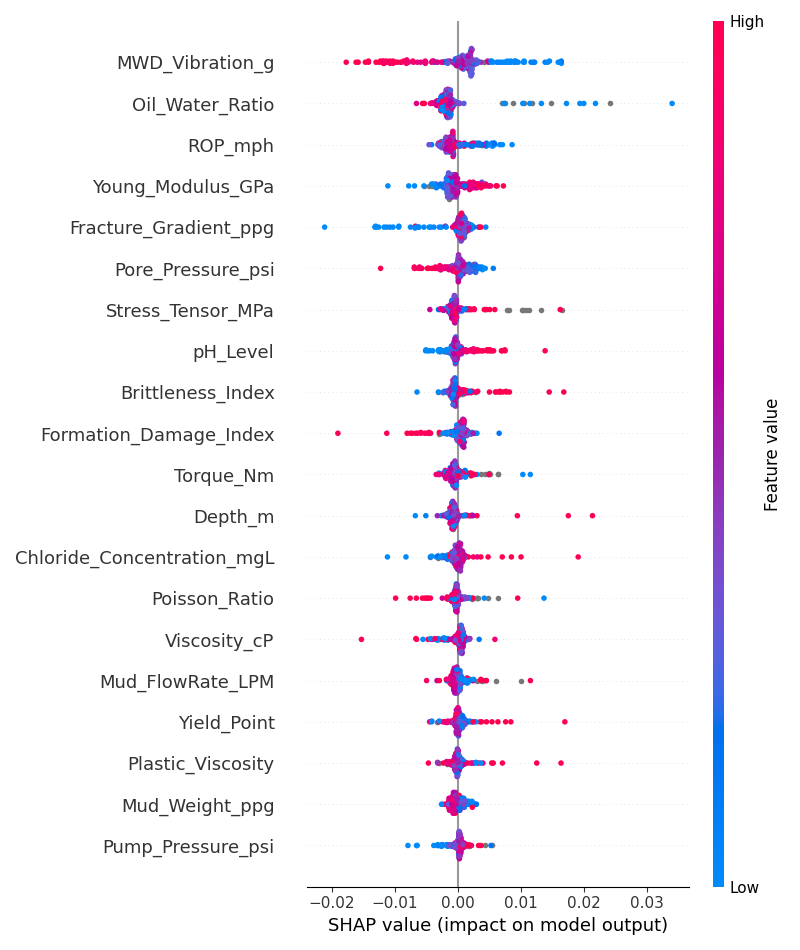 High
MWD_Vibration_g
Oil_Water_Ratio
ROP_mph
Young_Modulus_GPa
Fracture_Gradient_ppg
Pore_Pressure_psi
Stress_Tensor_MPa
pH_Level
Brittleness_Index
Formation_Damage_Index
Torque_Nm
Depth_m
Chloride_Concentration_mgL
Poisson_Ratio
Viscosity_cP
Mud_FlowRate_LPM
Yield_Point
Plastic_Viscosity
Mud_Weight_ppg
Pump_Pressure_psi
Feature value
Low
−0.02 −0.01 0.00 0.01 0.02 0.03
SHAP value (impact on model output)